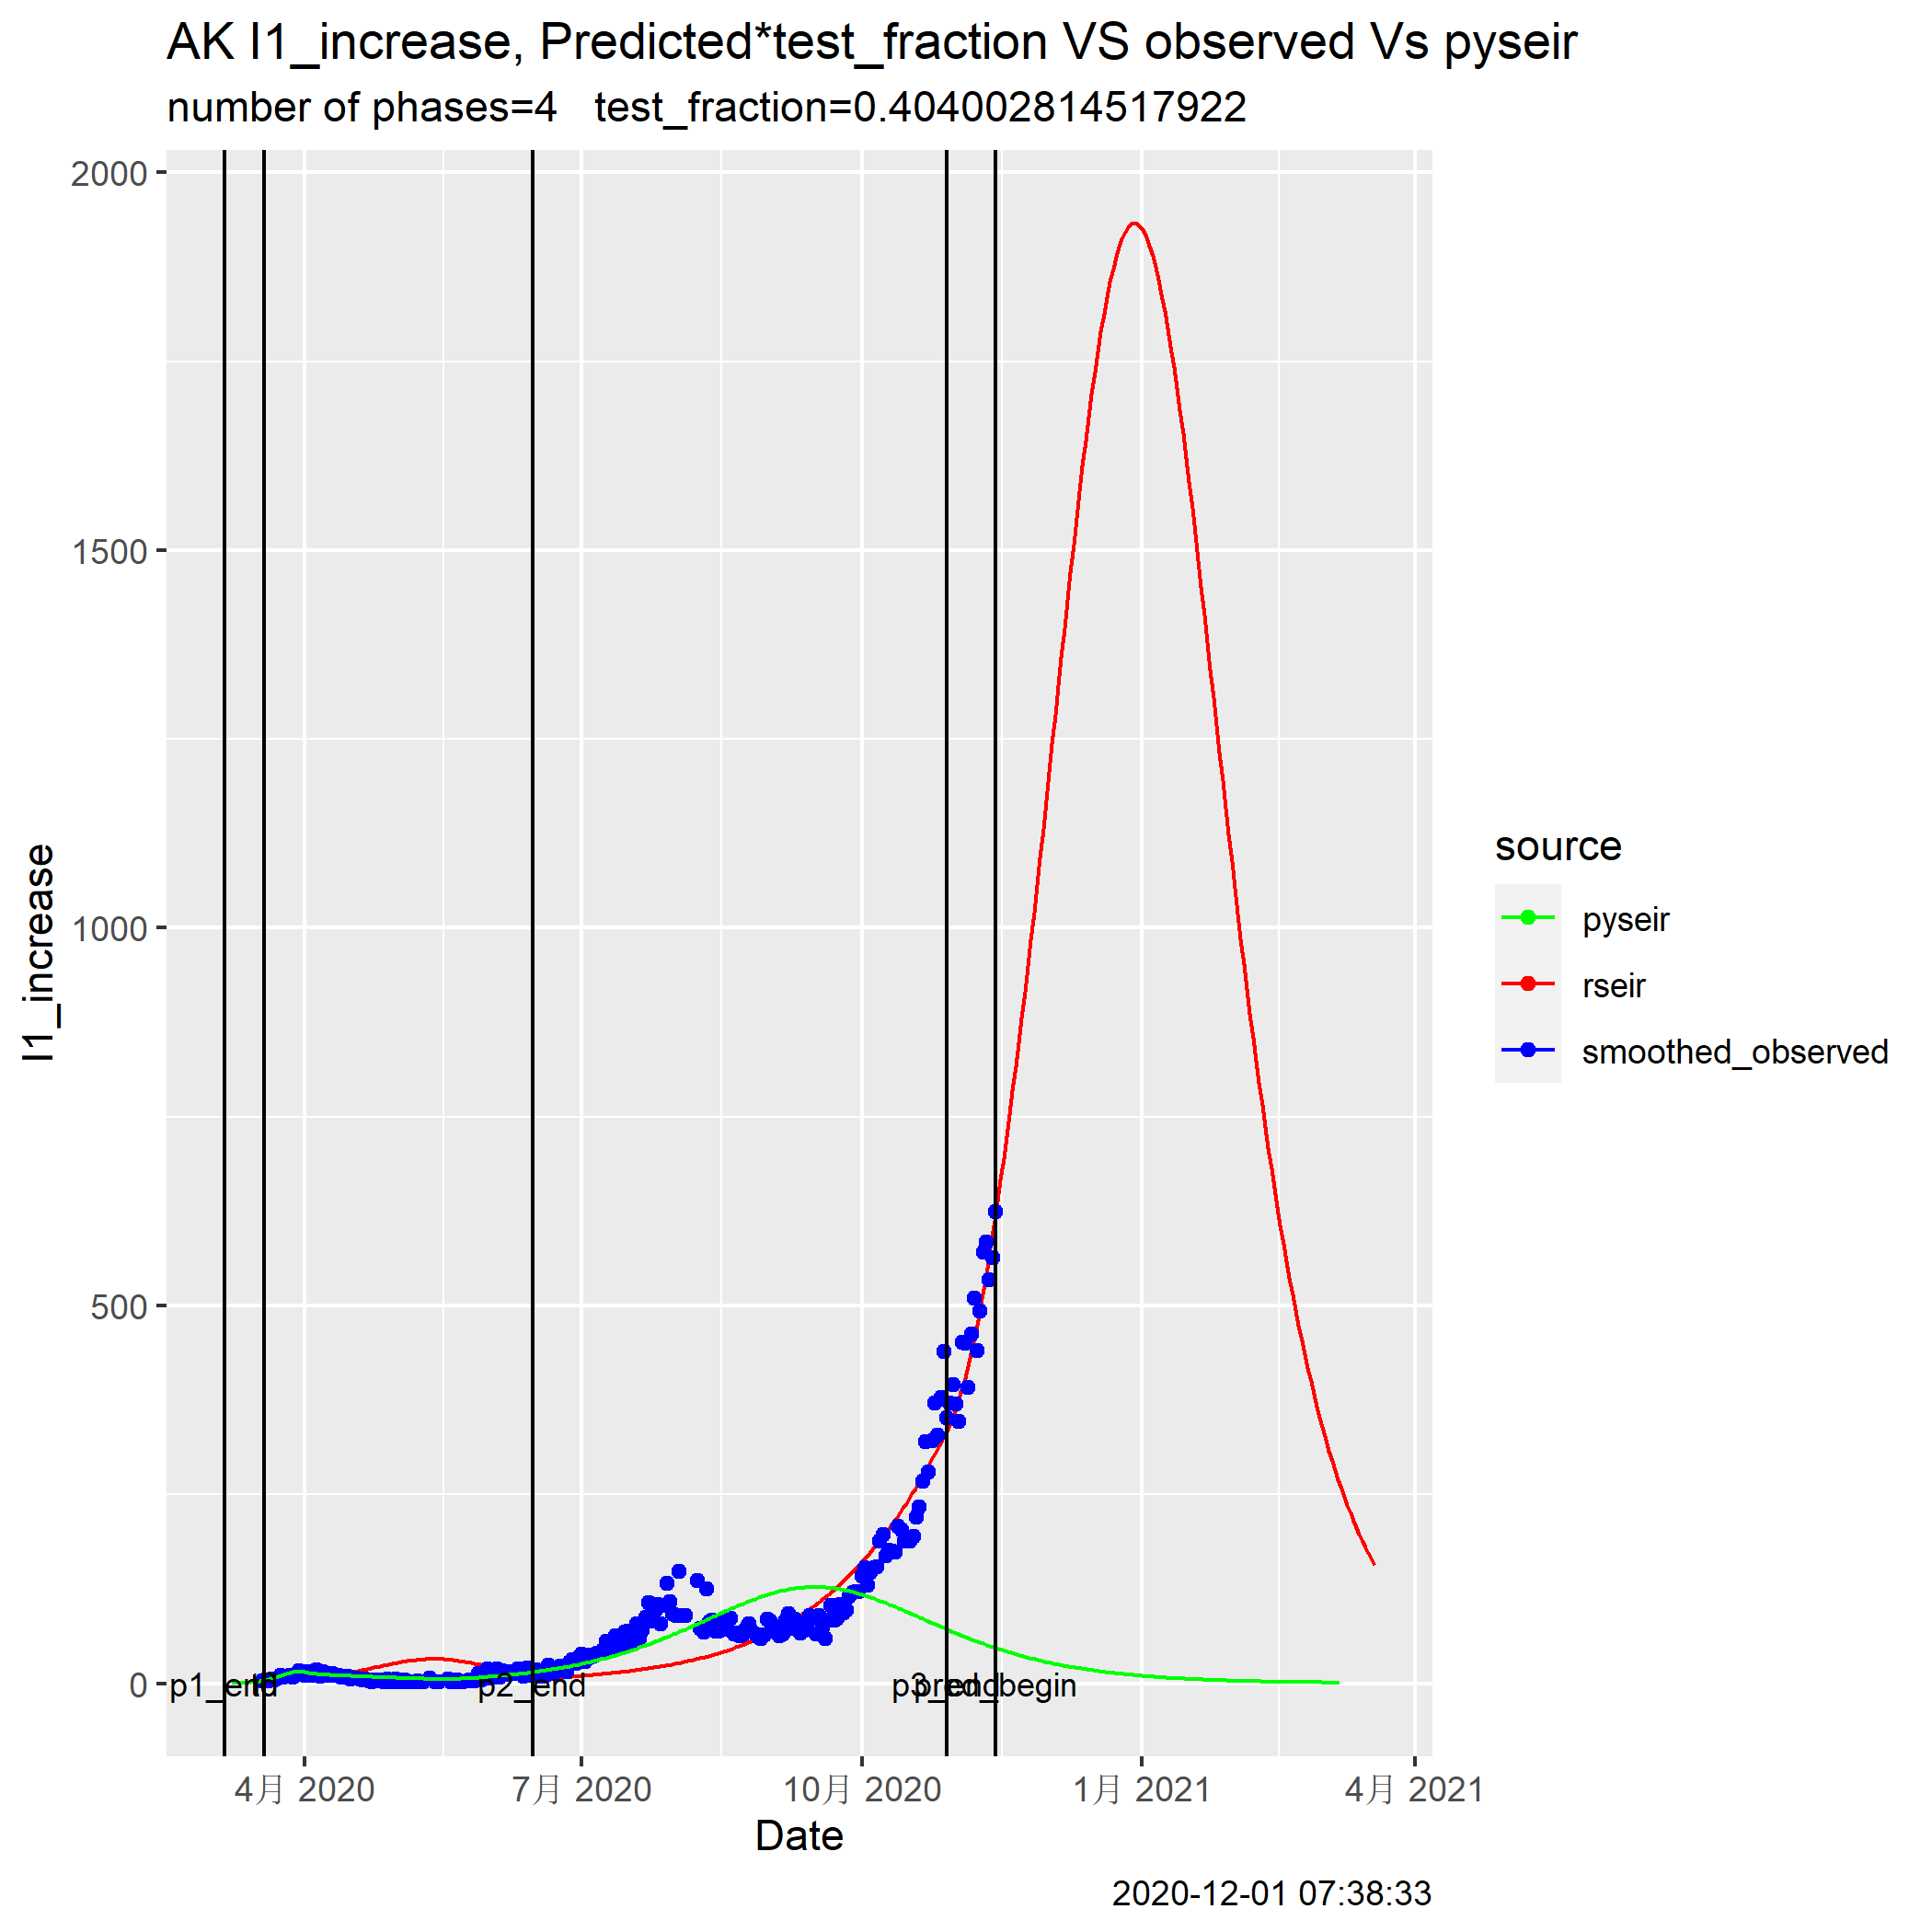 AK I1_increase, Predicted*test_fraction VS observed Vs pyseir
number of phases=4 test_fraction=0.404002814517922
2000
1500
1000
500
0
I1_increase
p1_end
p2_end
p3_end
pred_begin
4月 2020
7月 2020
10月 2020
1月 2021
4月 2021
Date
source
pyseir
rseir
smoothed_observed
2020-12-01 07:38:33